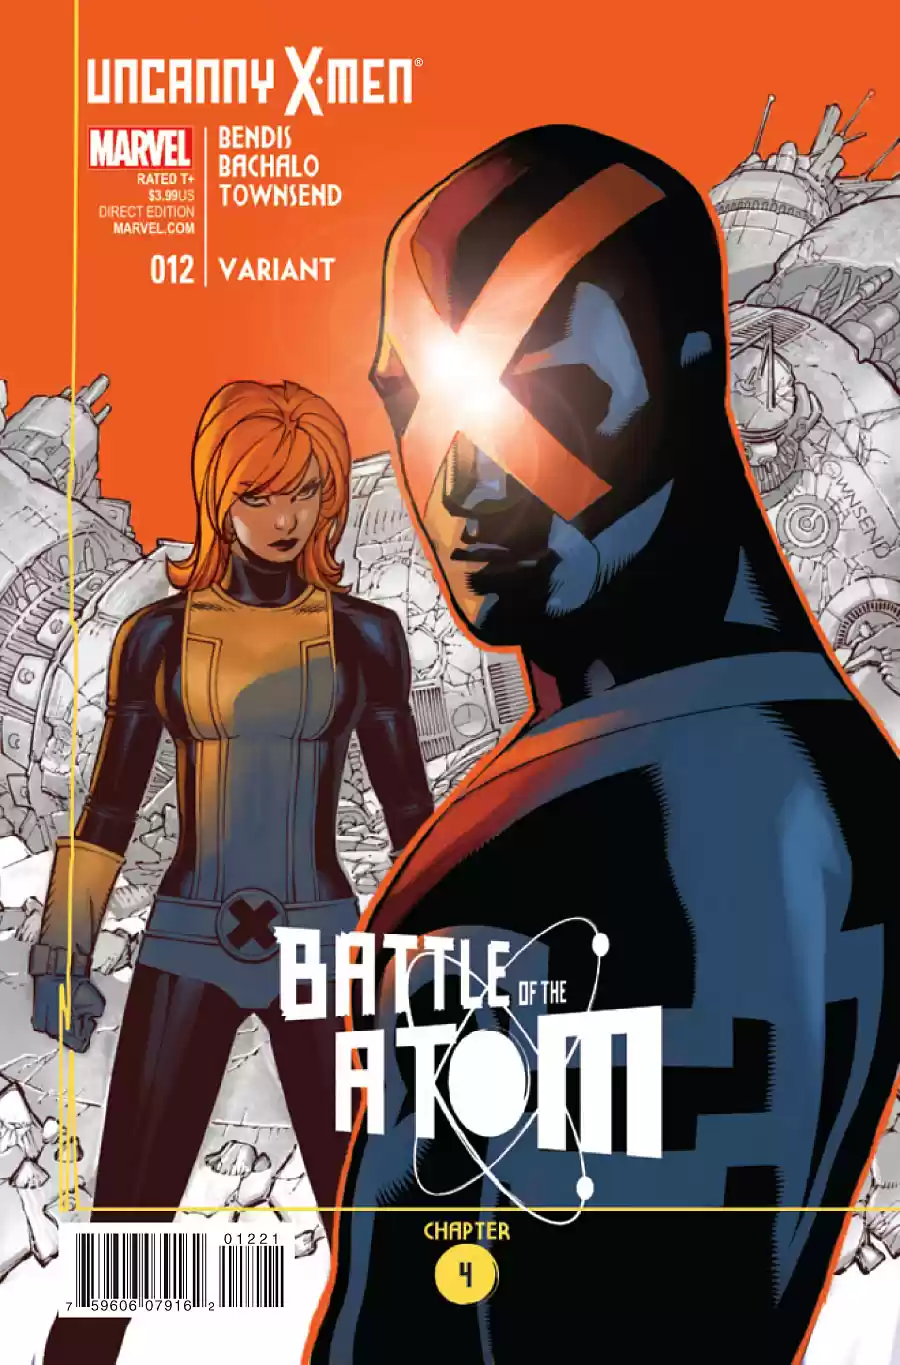 UNCANNY X-MEN®
MARVEL
RATED T+
$3.99US
DIRECT EDITION
MARVEL.COM
BENDIS
BACHALO
TOWNSEND
012
VARIANT
TOWNSEND
BATTLE OF THE
ATOM
CHAPTER
4
01221
7 59606 07916 2